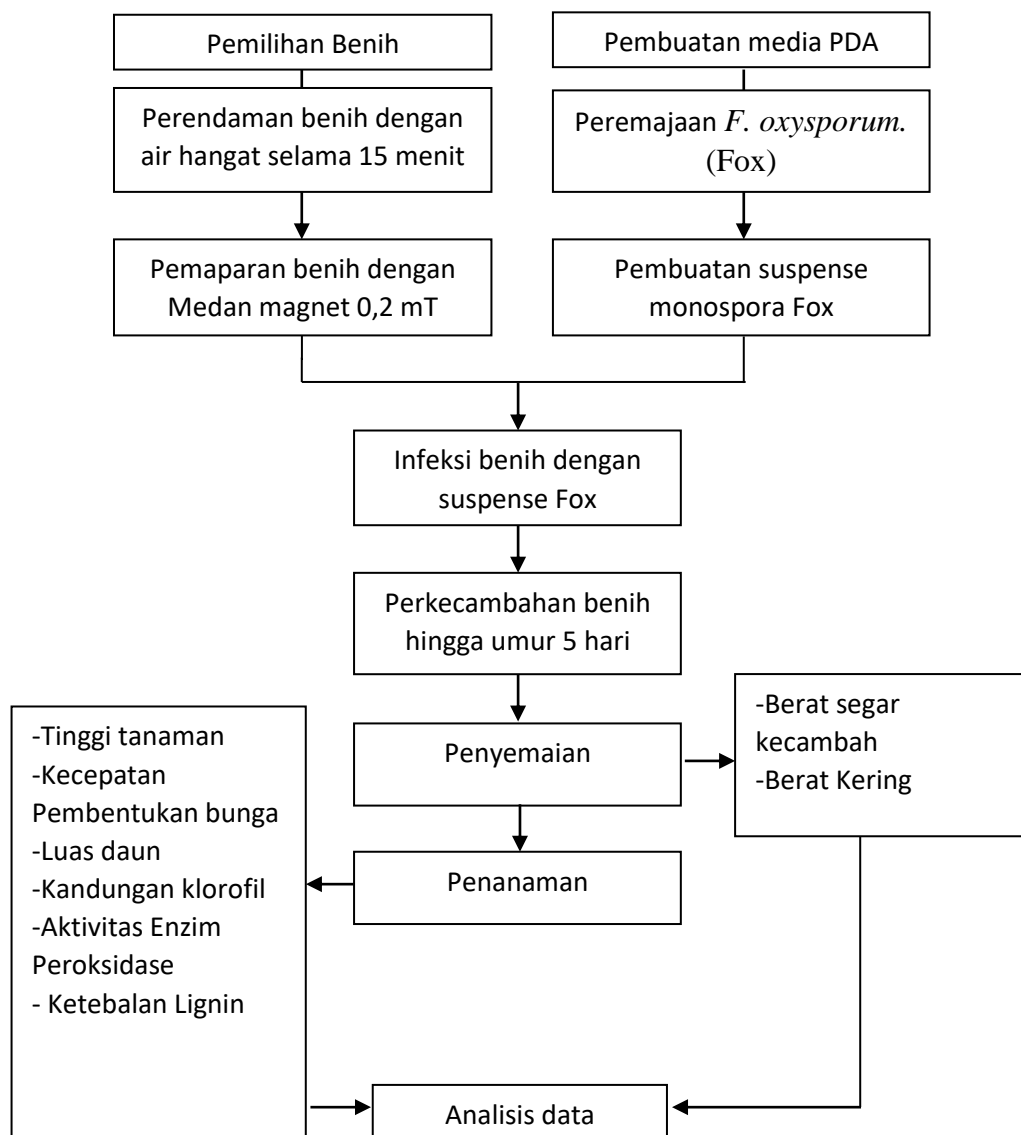 Pemilihan Benih
Pembuatan media PDA
Perendaman benih dengan
air hangat selama 15 menit
Peremajaan F. oxysporum.
(Fox)
Pemaparan benih dengan
Medan magnet 0,2 mT
Pembuatan suspense
monospora Fox
Infeksi benih dengan
suspense Fox
Perkecambahan benih
hingga umur 5 hari
Penyemaian
-Berat segar
kecambah
-Berat Kering
Penanaman
-Tinggi tanaman
-Kecepatan
Pembentukan bunga
-Luas daun
-Kandungan klorofil
-Aktivitas Enzim
Peroksidase
- Ketebalan Lignin
Analisis data